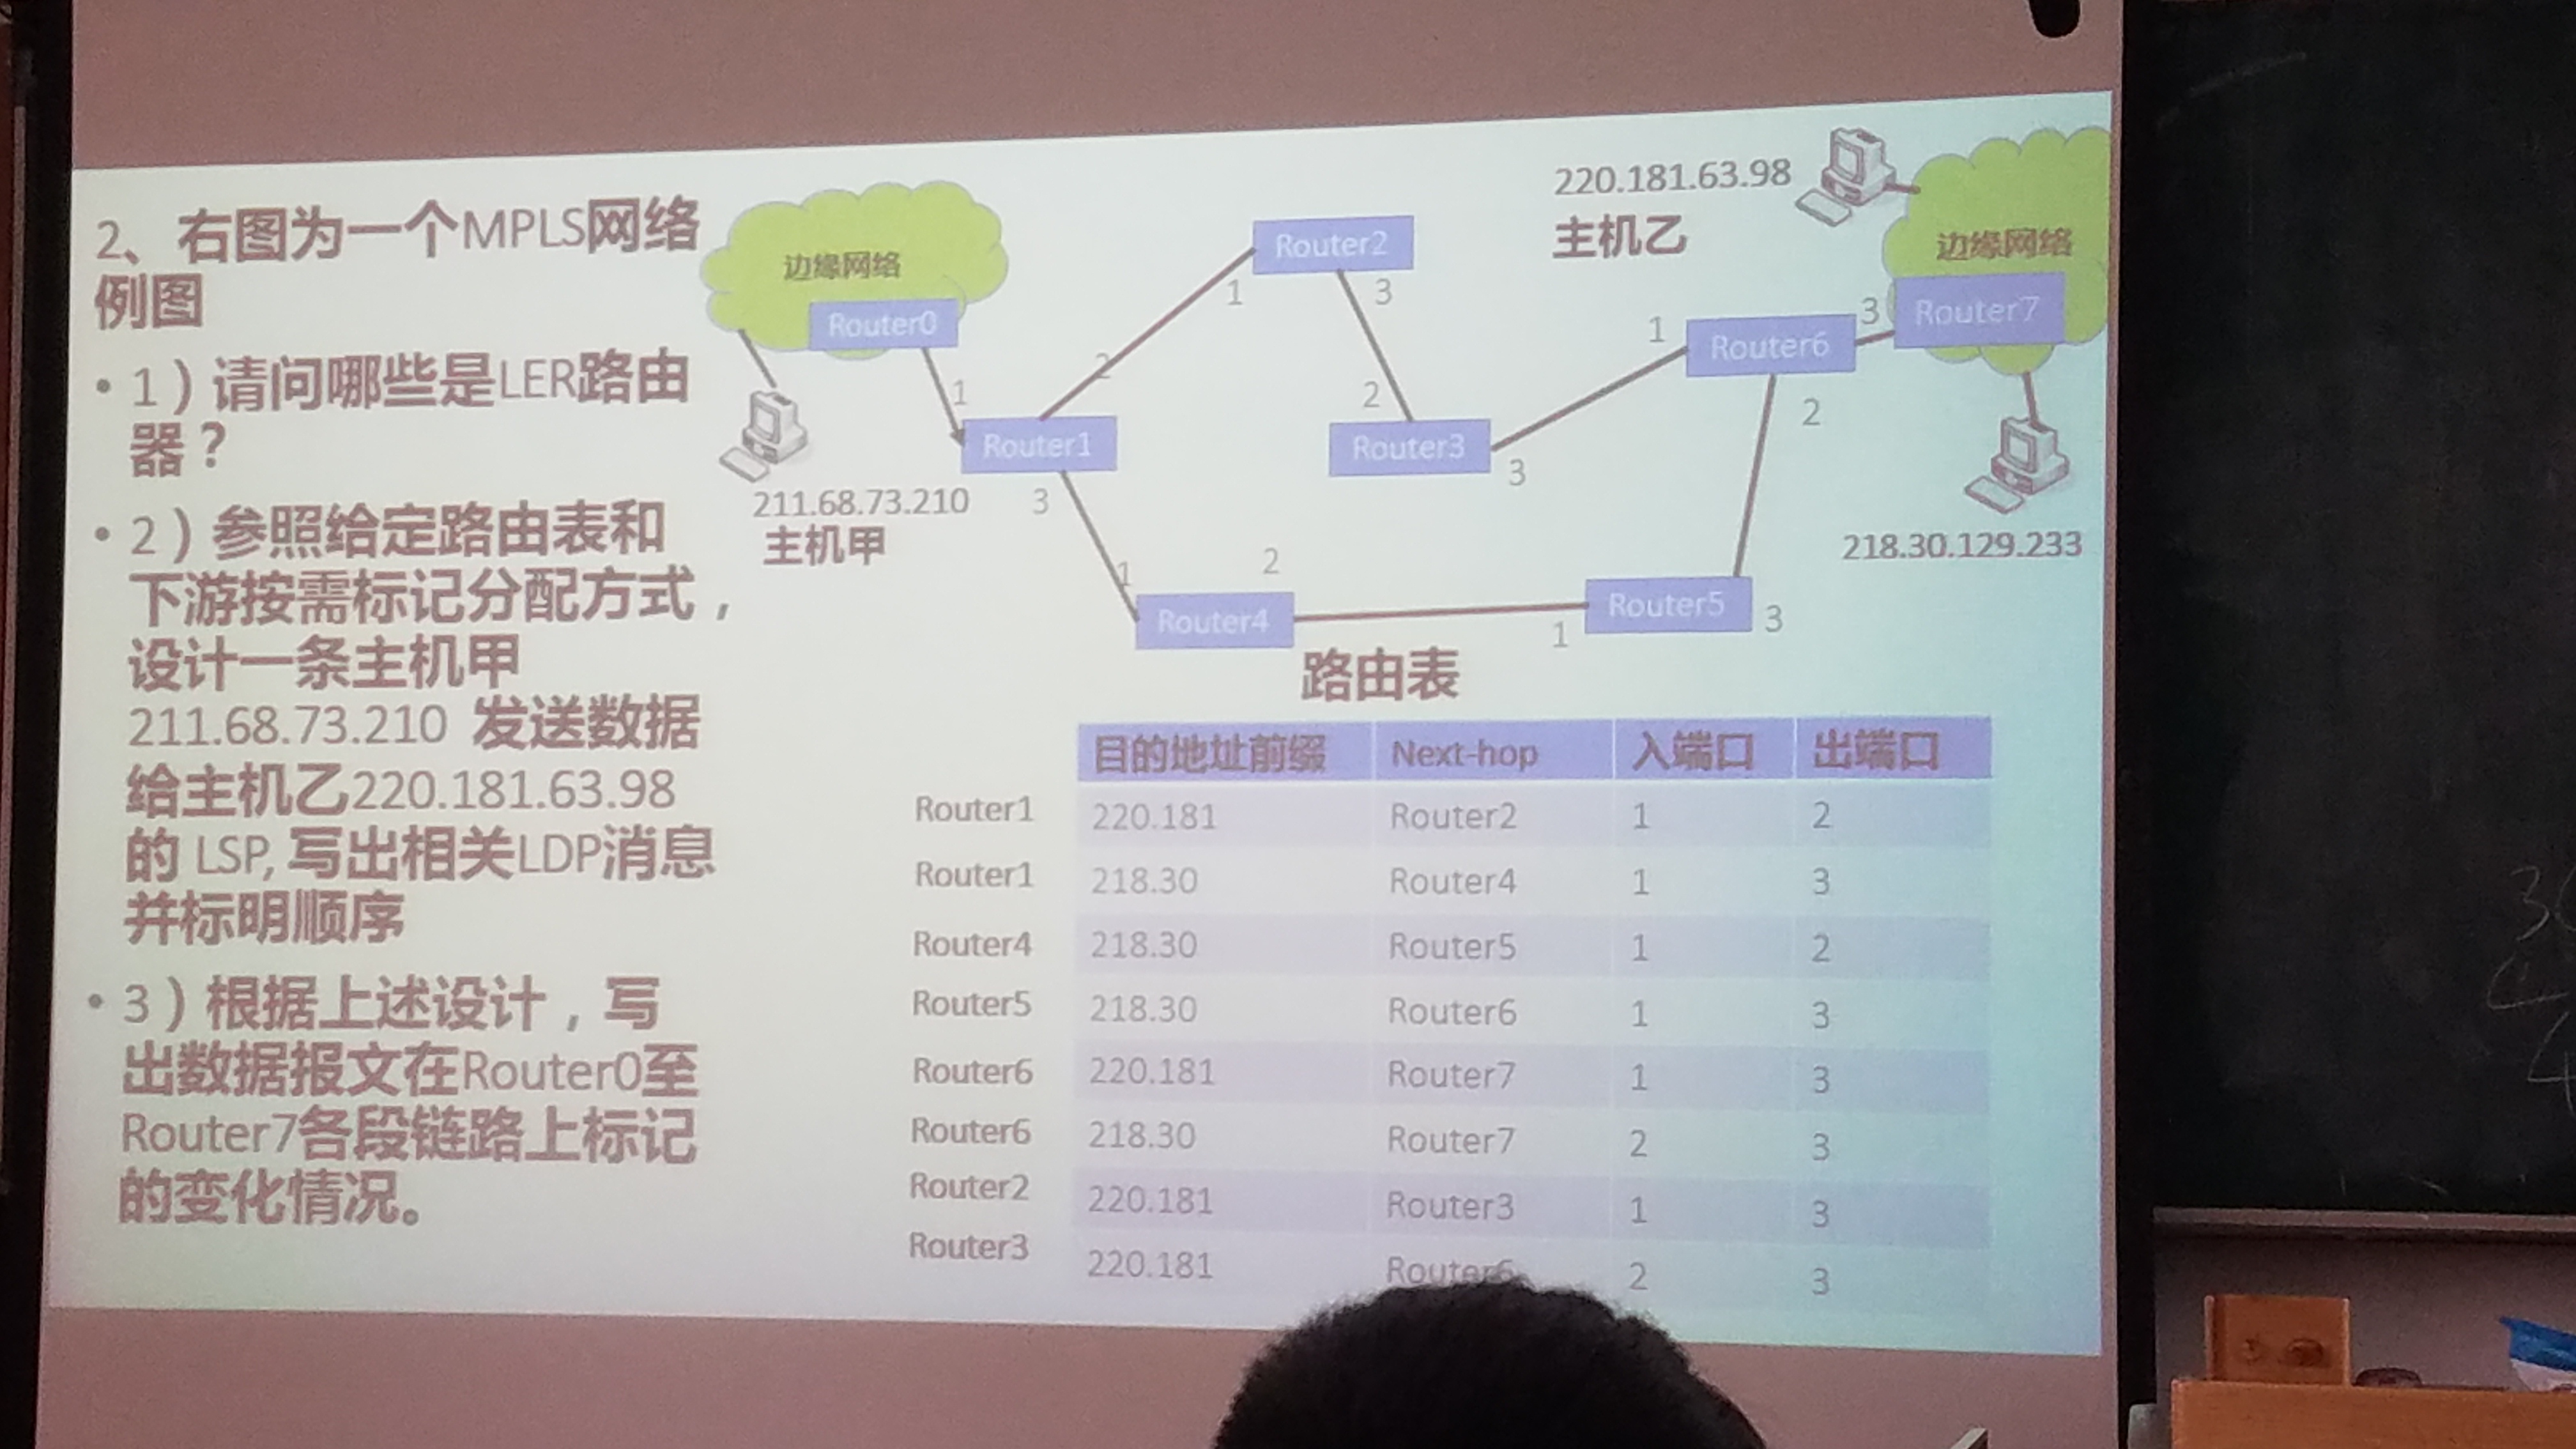 2、右图为一个MPLS网络
例图
• 1）请问哪些是LER路由
器？
• 2）参照给定路由表和
下游按需标记分配方式，
设计一条主机甲
211.68.73.210 发送数据
给主机乙220.181.63.98
的 LSP, 写出相关LDP消息
并标明顺序
• 3）根据上述设计，写
出数据报文在Router0至
Router7各段链路上标记
的变化情况。
边缘网络
Router0
1
211.68.73.210
主机甲
Router1
2
3
Router2
1
3
2
Router3
3
1
Router4
2
1
Router5
3
220.181.63.98
主机乙
1
Router6
3
2
边缘网络
Router7
218.30.129.233
路由表
目的地址前缀 Next-hop 入端口 出端口
Router1 220.181 Router2 1 2
Router1 218.30 Router4 1 3
Router4 218.30 Router5 1 2
Router5 218.30 Router6 1 3
Router6 220.181 Router7 1 3
Router6 218.30 Router7 2 3
Router2 220.181 Router3 1 3
Router3 220.181 Router6 2 3